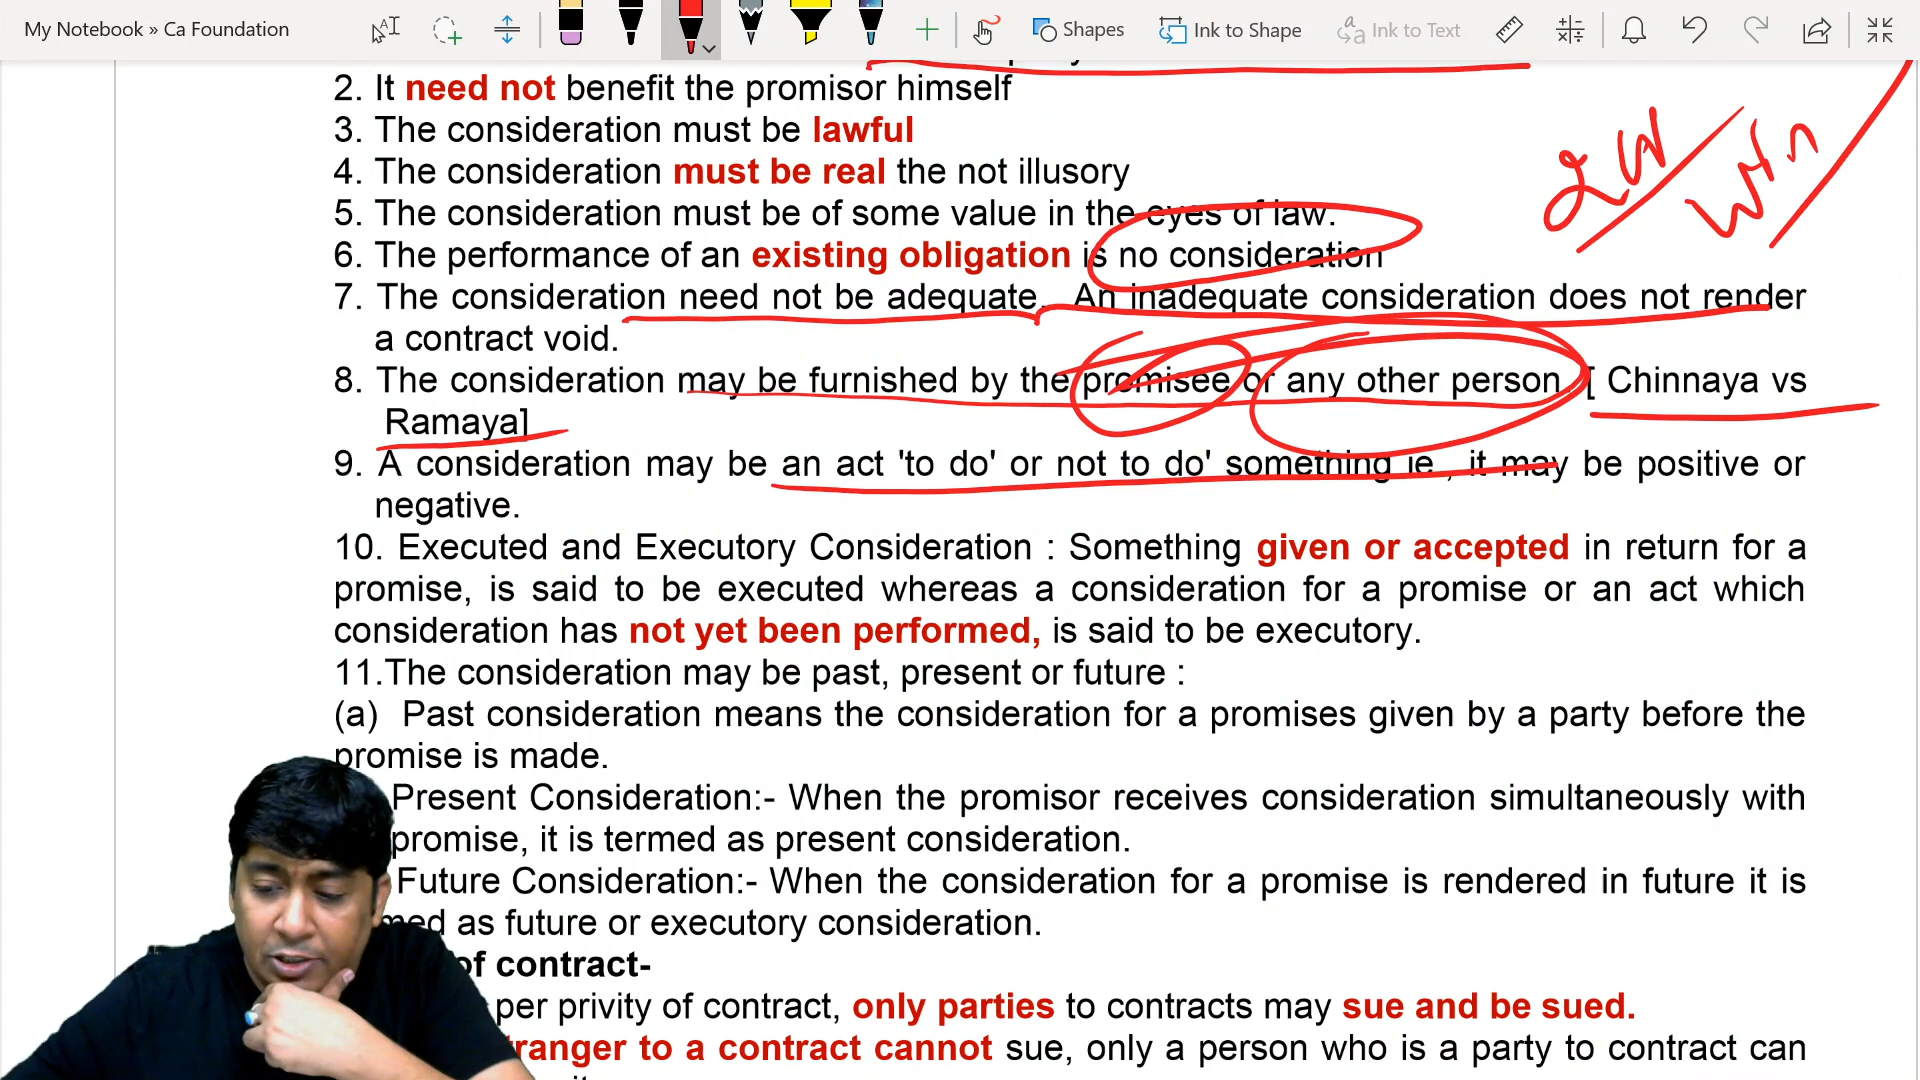 My Notebook » Ca Foundation
Shapes
Ink to Shape
Ink to Text
2. It need not benefit the promisor himself
3. The consideration must be lawful
4. The consideration must be real the not illusory
5. The consideration must be of some value in the eyes of law.
6. The performance of an existing obligation is no consideration
7. The consideration need not be adequate. An inadequate consideration does not render
a contract void.
8. The consideration may be furnished by the promisee or any other person [ Chinnaya vs
Ramaya]
9. A consideration may be an act 'to do' or not to do' something ie , it may be positive or
negative.
10. Executed and Executory Consideration : Something given or accepted in return for a
promise, is said to be executed whereas a consideration for a promise or an act which
consideration has not yet been performed, is said to be executory.
11.The consideration may be past, present or future :
(a) Past consideration means the consideration for a promises given by a party before the
promise is made.
Present Consideration:- When the promisor receives consideration simultaneously with
promise, it is termed as present consideration.
Future Consideration:- When the consideration for a promise is rendered in future it is
as future or executory consideration.
of contract-
per privity of contract, only parties to contracts may sue and be sued.
to a contract cannot sue, only a person who is a party to contract can